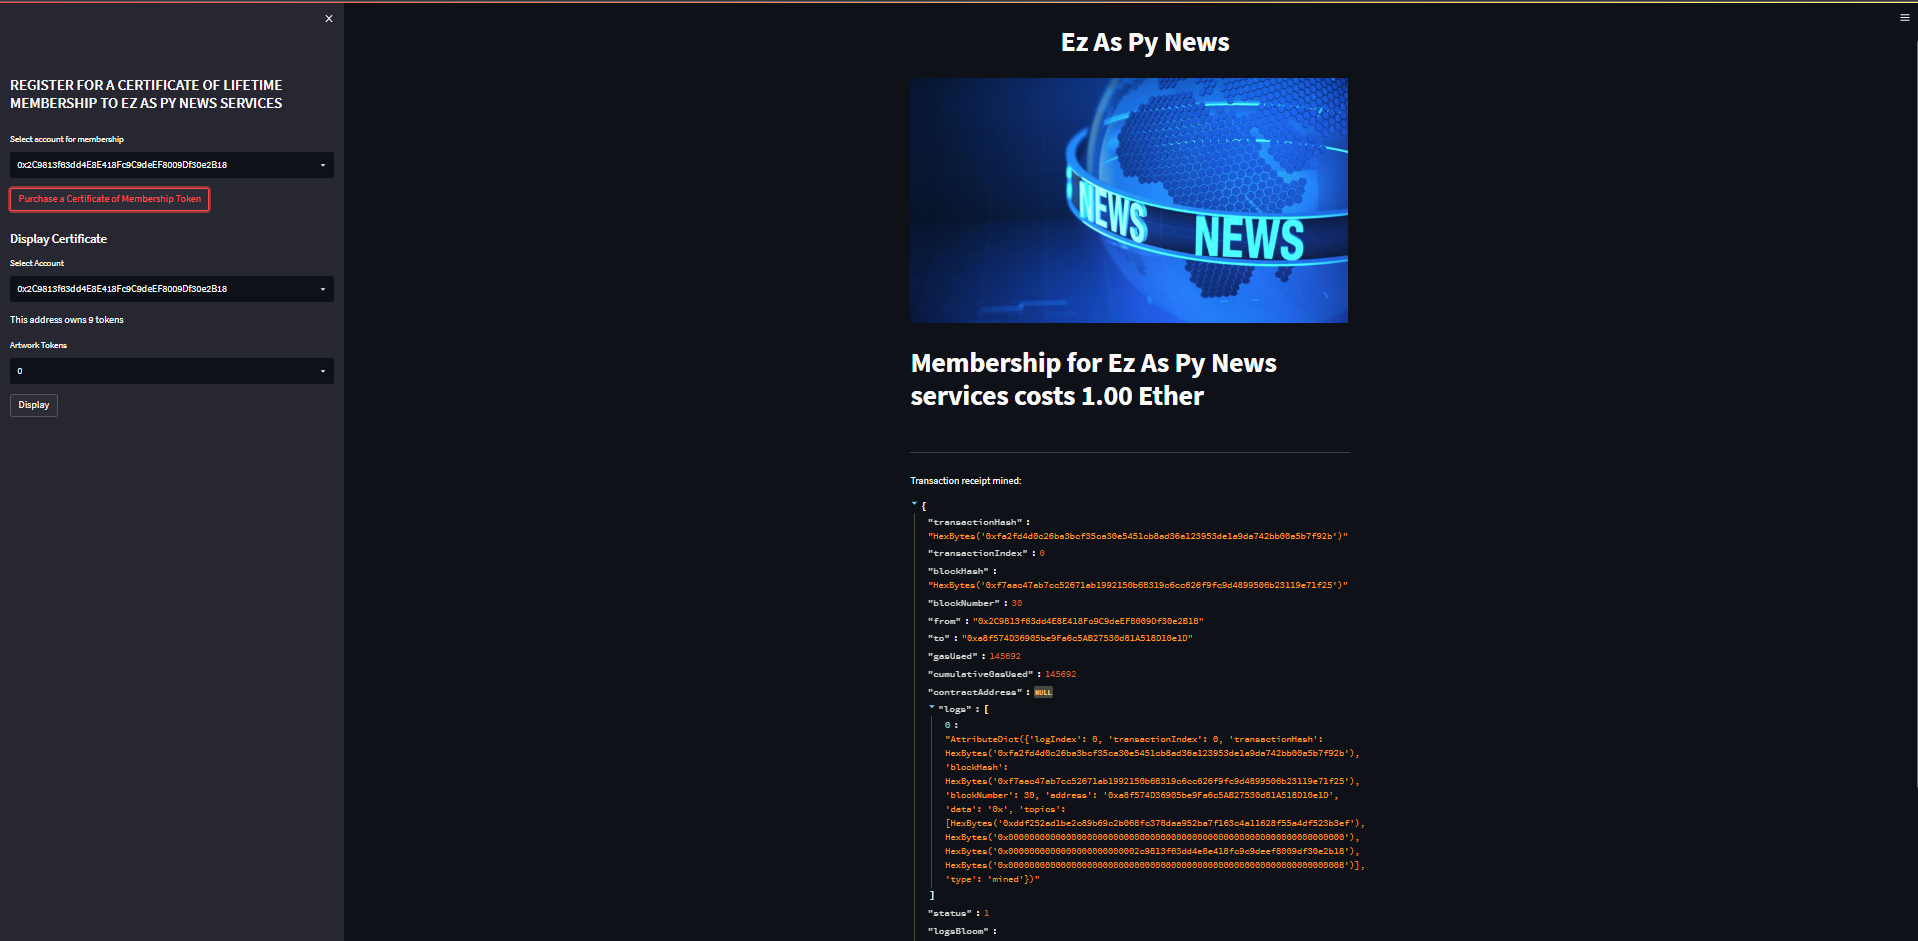 REGISTER FOR A CERTIFICATE OF LIFETIME
MEMBERSHIP TO EZ AS PY NEWS SERVICES
Select account for membership
0x2C9813f63dd4E8E418Fc9C9deEF8009Df30e2B18
Purchase a Certificate of Membership Token
Display Certificate
Select Account
0x2C9813f63dd4E8E418Fc9C9deEF8009Df30e2B18
This address owns 9 tokens
Artwork Tokens
0
Display
Ez As Py News
NEWS NEWS
Membership for Ez As Py News
services costs 1.00 Ether
Transaction receipt mined:
{
"transactionHash" :
"HexBytes('0xfa2fd4d0c26ba3bcf35ca30e5451cb8ad36a123953de1a9da742bb00a5b7f92b')"
"transactionIndex" : 0
"blockHash" :
"HexBytes('0xf7aac47ab7cc52671ab1992150b68319c6cc626f9fc9d4899506b23119e71f25')"
"blockNumber" : 30
"from" : "0x2C9813f63dd4E8E418Fc9C9deEF8009Df30e2B18"
"to" : "0xa8f574D36905be9Fa6c5AB27530d81A518D10e1D"
"gasUsed" : 145692
"cumulativeGasUsed" : 145692
"contractAddress" : NULL
"logs" : [
0 :
"AttributeDict({'logIndex': 0, 'transactionIndex': 0, 'transactionHash':
HexBytes('0xfa2fd4d0c26ba3bcf35ca30e5451cb8ad36a123953de1a9da742bb00a5b7f92b'),
'blockHash':
HexBytes('0xf7aac47ab7cc52671ab1992150b68319c6cc626f9fc9d4899506b23119e71f25'),
'blockNumber': 30, 'address': '0xa8f574D36905be9Fa6c5AB27530d81A518D10e1D',
'data': '0x', 'topics':
[HexBytes('0xddf252ad1be2c89b69c2b068fc378daa952ba7f163c4a11628f55a4df523b3ef'),
HexBytes('0x0000000000000000000000000000000000000000000000000000000000000000'),
HexBytes('0x0000000000000000000000002c9813f63dd4e8e418fc9c9deef8009df30e2b18'),
HexBytes('0x0000000000000000000000000000000000000000000000000000000000000008')],
'type': 'mined'})"
]
"status" : 1
"logsBloom" :